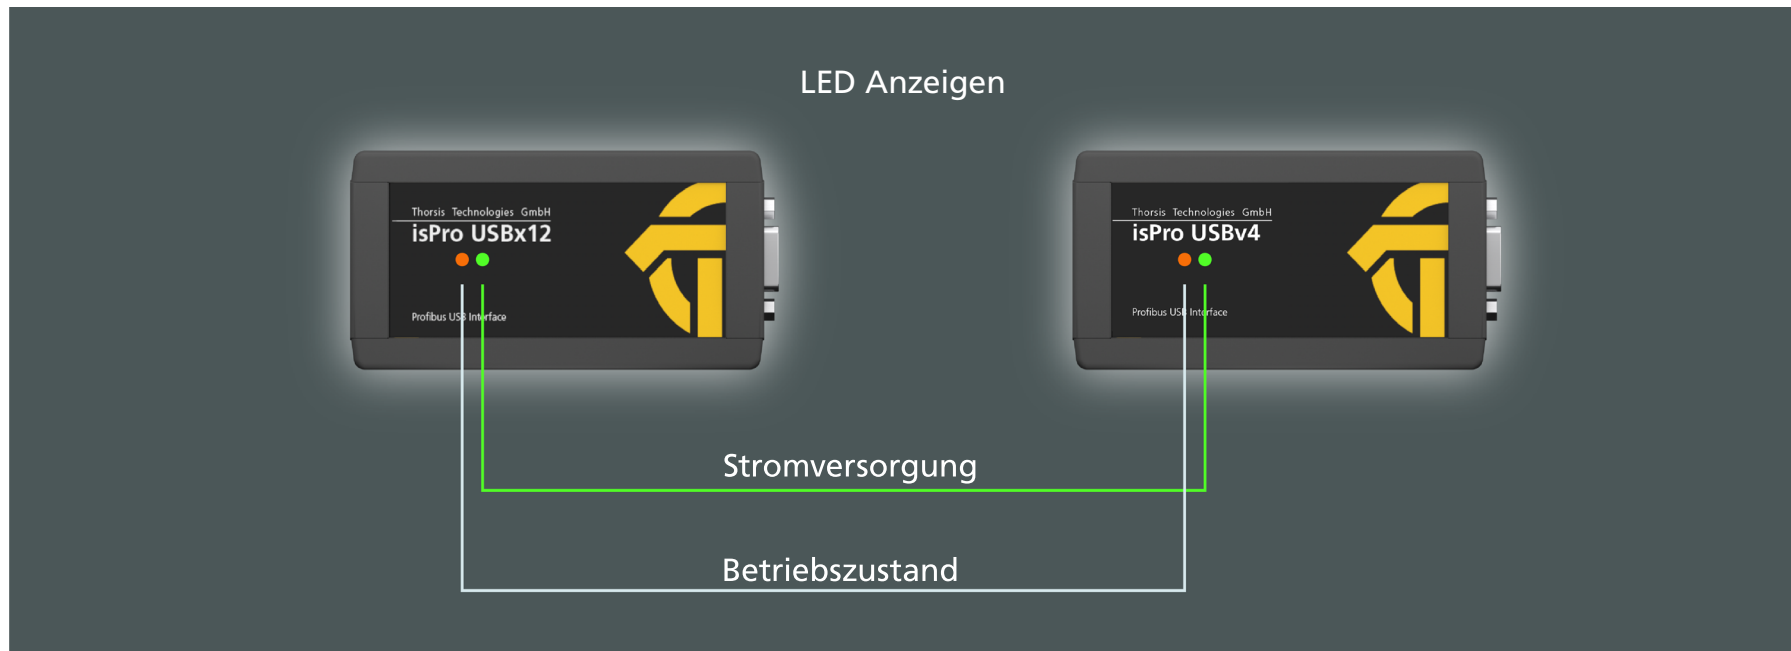 LED Anzeigen
Thorsis Technologies GmbH
isPro USBx12
Profibus USB Interface
Thorsis Technologies GmbH
isPro USBv4
Profibus USB Interface
Stromversorgung
Betriebszustand